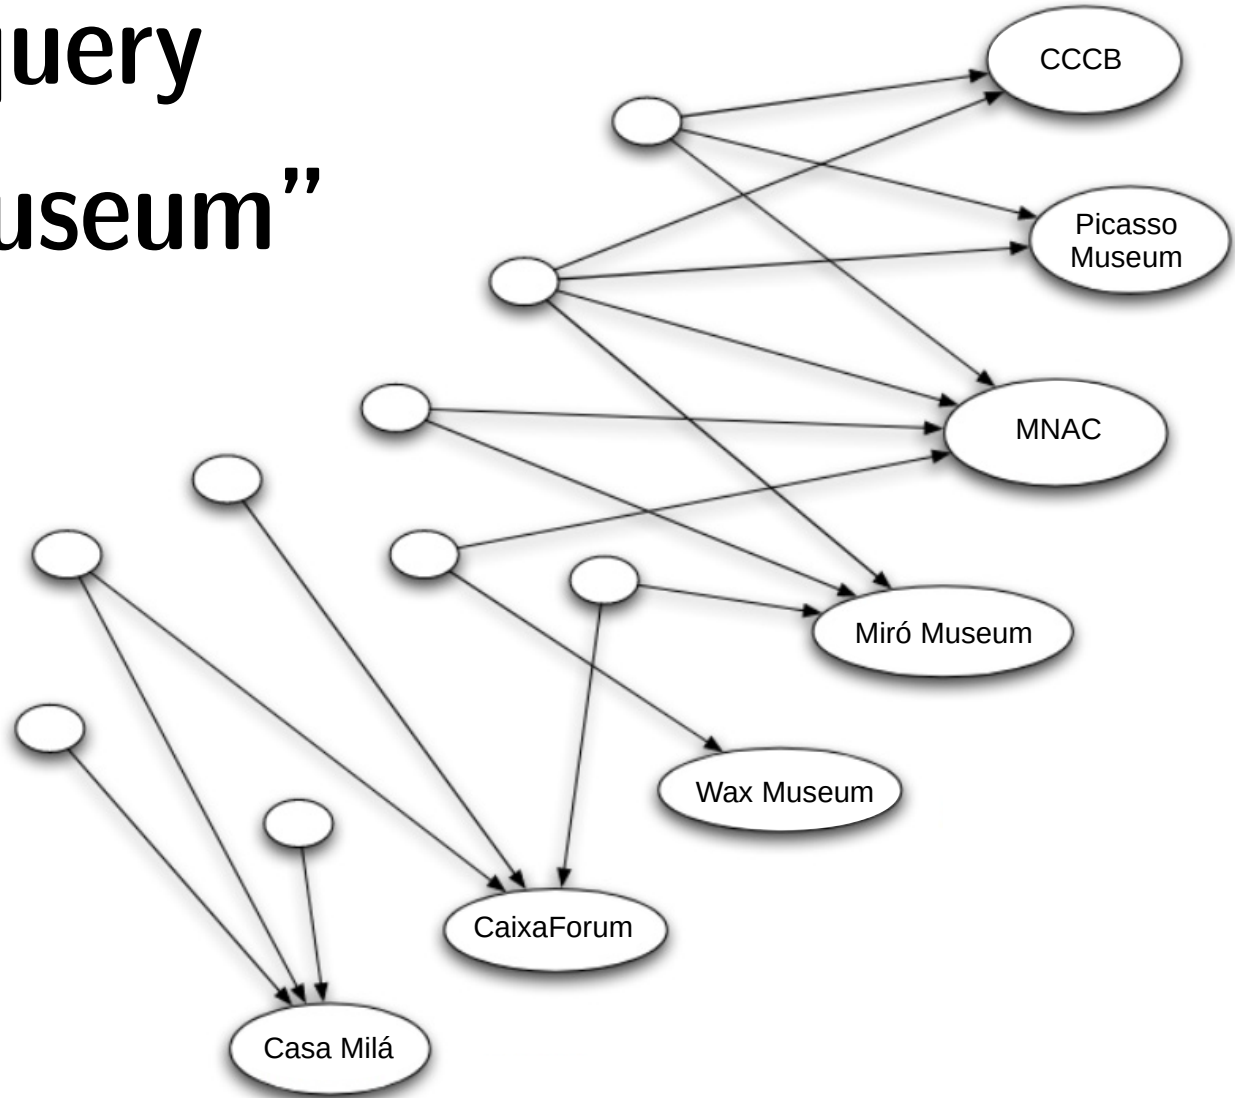 query
useum”
CCCB
Picasso
Museum
MNAC
Miró Museum
Wax Museum
CaixaForum
Casa Milá